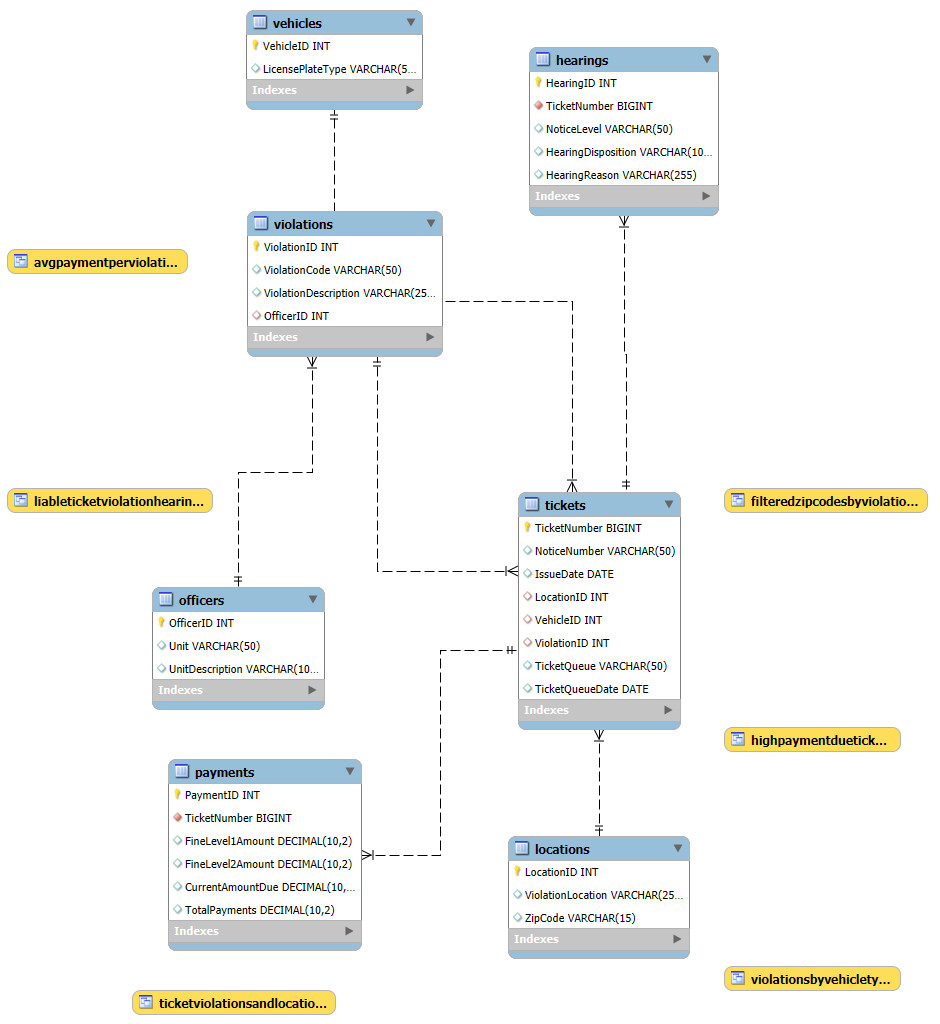 vehicles
VehicleID INT
LicensePlateType VARCHAR(5...
Indexes
hearings
HearingID INT
TicketNumber BIGINT
NoticeLevel VARCHAR(50)
HearingDisposition VARCHAR(10...
HearingReason VARCHAR(255)
Indexes
violations
ViolationID INT
ViolationCode VARCHAR(50)
ViolationDescription VARCHAR(25...
OfficerID INT
Indexes
avgpaymentperviolati...
liableticketviolationhearin...
filteredzipcodesbyviolatio...
tickets
TicketNumber BIGINT
NoticeNumber VARCHAR(50)
IssueDate DATE
LocationID INT
VehicleID INT
ViolationID INT
TicketQueue VARCHAR(50)
TicketQueueDate DATE
Indexes
officers
OfficerID INT
Unit VARCHAR(50)
UnitDescription VARCHAR(10...
Indexes
highpaymentduetick...
payments
PaymentID INT
TicketNumber BIGINT
FineLevel1Amount DECIMAL(10,2)
FineLevel2Amount DECIMAL(10,2)
CurrentAmountDue DECIMAL(10,...
TotalPayments DECIMAL(10,2)
Indexes
locations
LocationID INT
ViolationLocation VARCHAR(25...
ZipCode VARCHAR(15)
Indexes
violationsbyvehiclety...
ticketviolationsandlocatio...